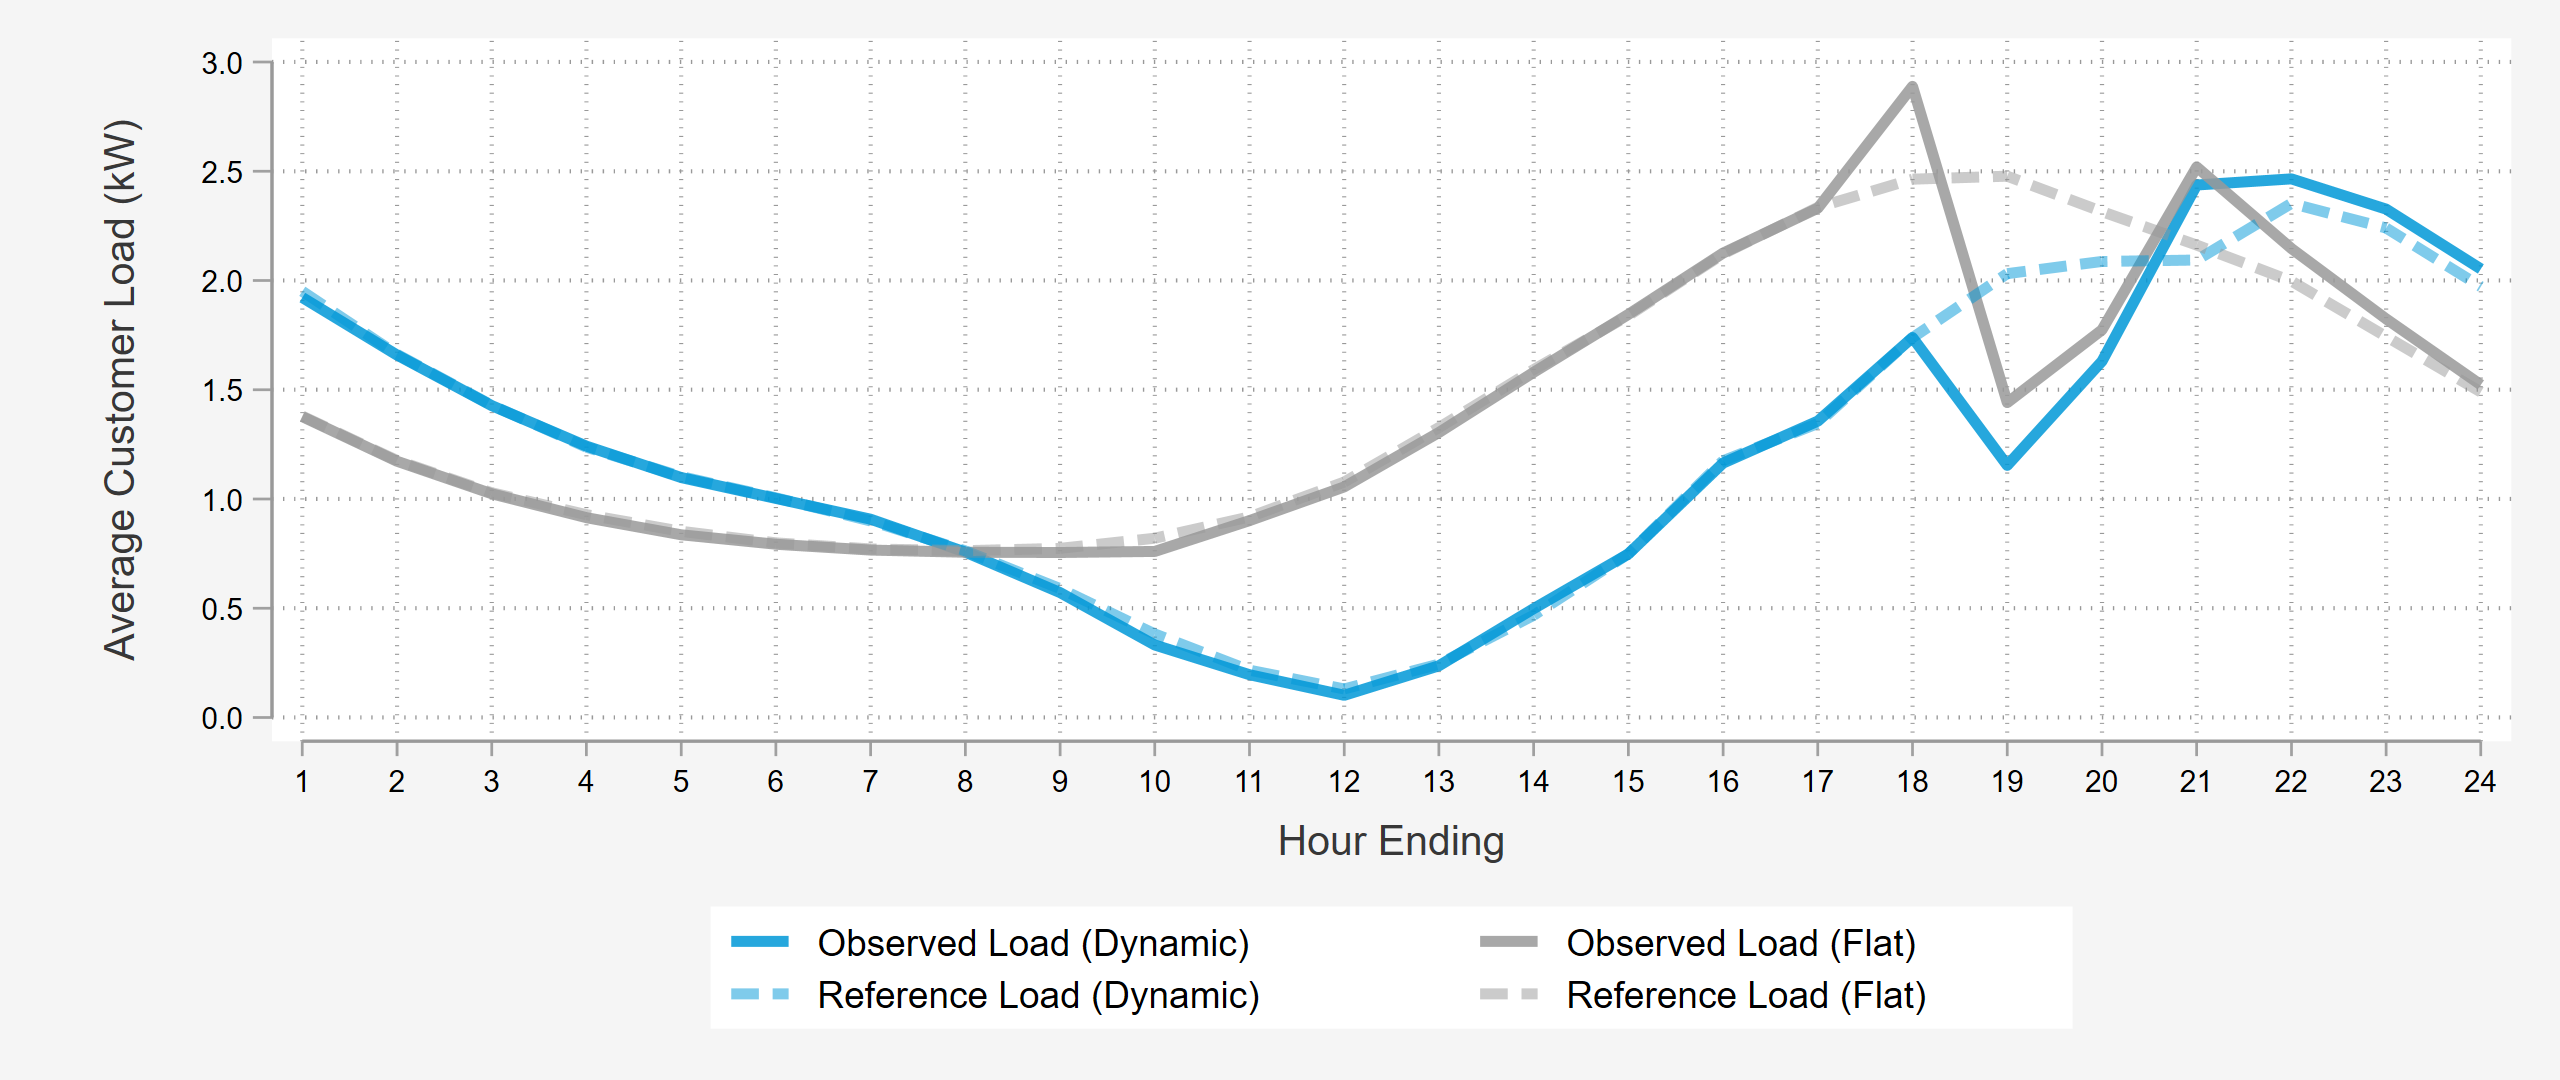 Average Customer Load (kW)
3.0
2.5
2.0
1.5
1.0
0.5
0.0
1 2 3 4 5 6 7 8 9 10 11 12 13 14 15 16 17 18 19 20 21 22 23 24
Hour Ending
Observed Load (Dynamic) Observed Load (Flat)
Reference Load (Dynamic) Reference Load (Flat)